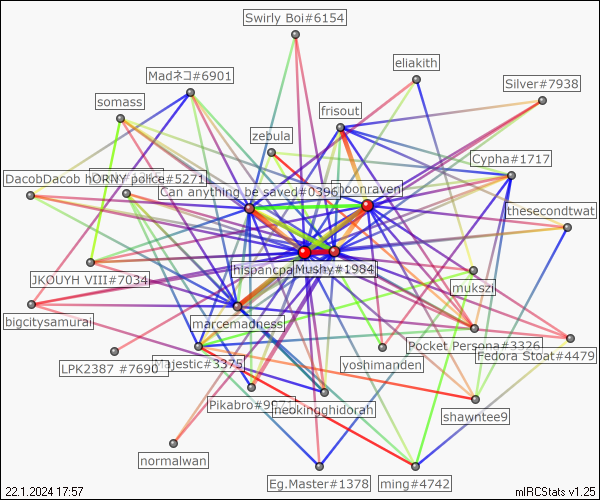 Swirly Boi#6154
eliakith
Madネコ#6901
Silver#7938
somass
frisout
zebula
Cypha#1717
DacobDacob
police#5271
Can anything be saved#0396
moonraven
thesecondtwat
hispancpa
Mushy#1984
JKOUYH VIII#7034
mukszi
bigcitysamurai
marcemadness
Pocket Persona#3326
Fedora Stoat#4479
LPK2387 #7690
Majestic#3375
yoshimanden
Pikabro#9971
neokingghidorah
shawntee9
normalwan
Eg.Master#1378
ming#4742
22.1.2024 17:57
mIRCStats v1.25